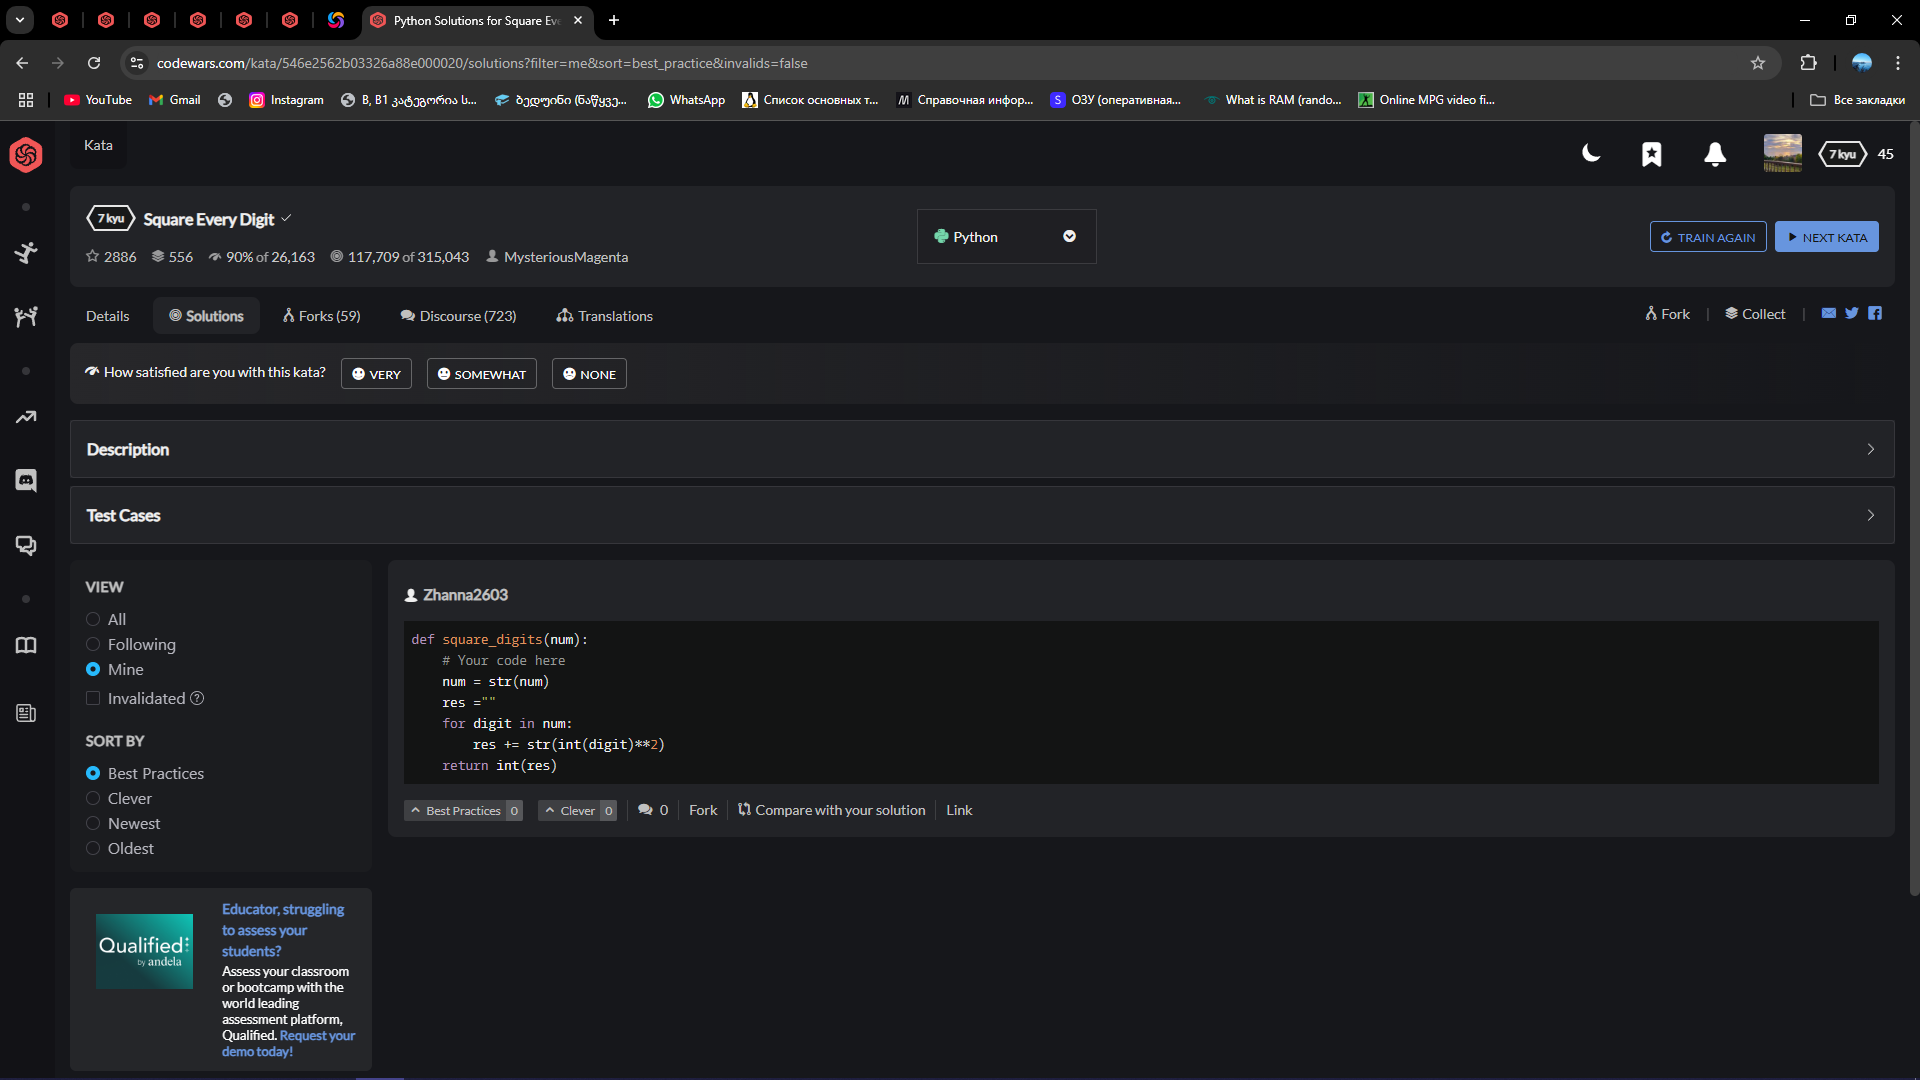 Python Solutions for Square Eve
codewars.com/kata/546e2562b03326a88e000020/solutions?filter=me&sort=best_practice&invalids=false
YouTube Gmail Instagram B, B1 კატეგორია ს... ბედუინი (ნაწყვე... WhatsApp Список основных т... Справочная инфор... ОЗУ (оперативная... What is RAM (rando... Online MPG video fi... Все закладки
Kata
7 kyu 45
7 kyu Square Every Digit
2886 556 90% of 26,163 117,709 of 315,043 MysteriousMagenta
Python
TRAIN AGAIN NEXT KATA
Details Solutions Forks (59) Discourse (723) Translations
Fork Collect
How satisfied are you with this kata? VERY SOMEWHAT NONE
Description
Test Cases
VIEW
All
Following
Mine
Invalidated
SORT BY
Best Practices
Clever
Newest
Oldest
Zhanna2603
def square_digits(num):
    # Your code here
    num = str(num)
    res =""
    for digit in num:
        res += str(int(digit)**2)
    return int(res)
Best Practices 0 Clever 0 0 Fork Compare with your solution Link
Qualified
by andela
Educator, struggling
to assess your
students?
Assess your classroom
or bootcamp with the
world leading
assessment platform,
Qualified. Request your
demo today!